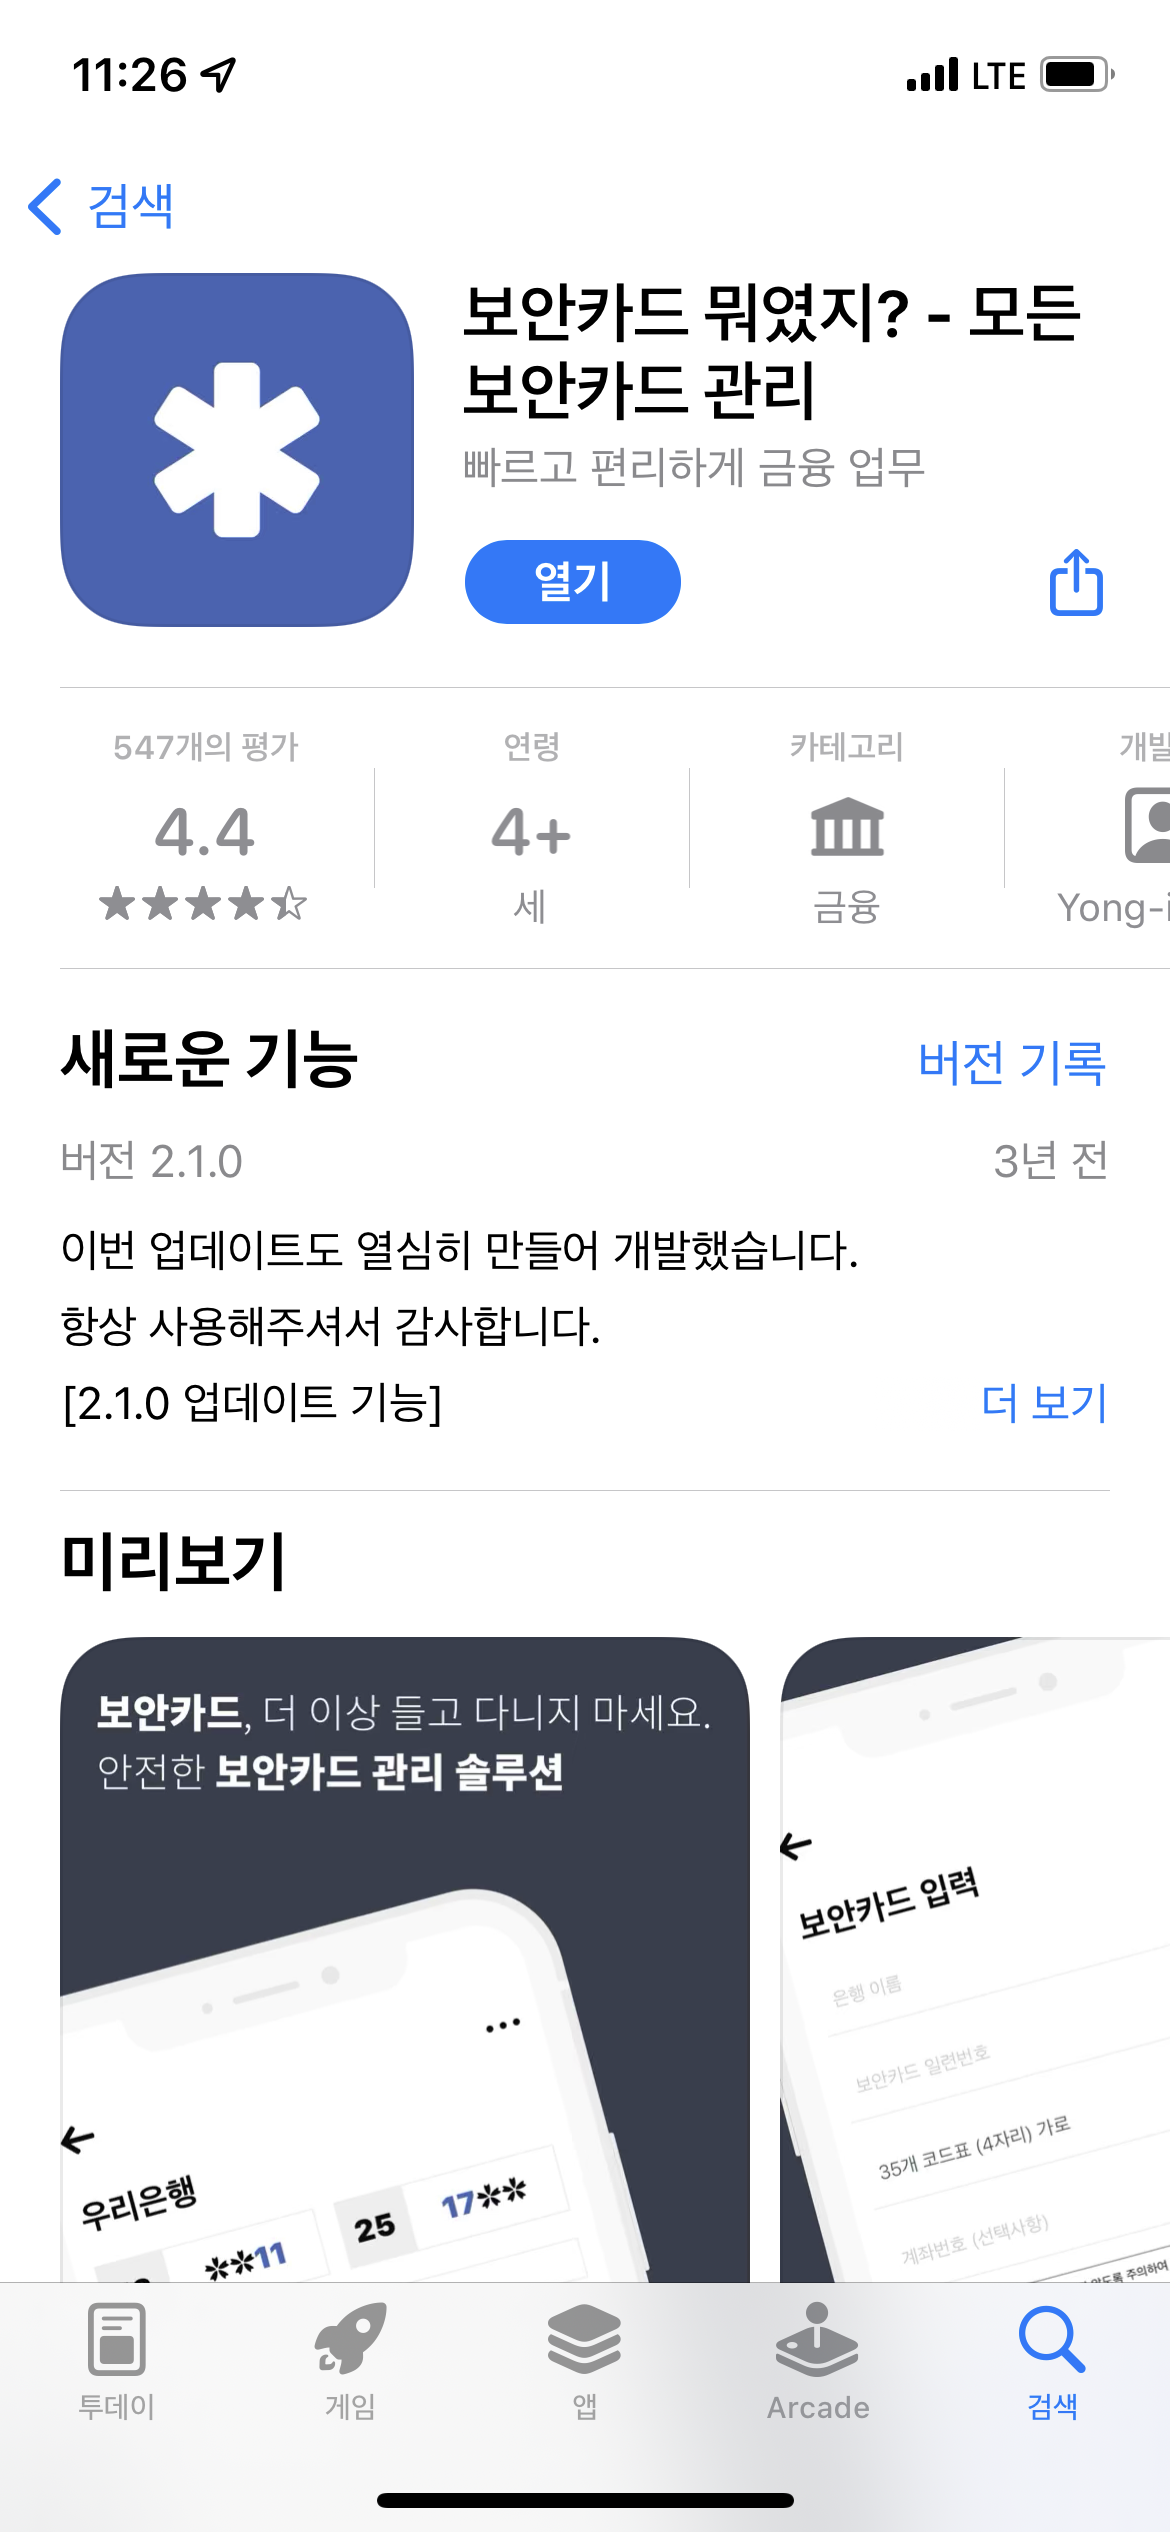 11:26 LTE
검색
보안카드 뭐였지? - 모든
보안카드 관리
빠르고 편리하게 금융 업무
열기
547개의 평가 연령 카테고리
4.4 4+
세 금융 Yong-i
새로운 기능 버전 기록
버전 2.1.0 3년 전
이번 업데이트도 열심히 만들어 개발했습니다.
항상 사용해주셔서 감사합니다.
[2.1.0 업데이트 기능] 더 보기
미리보기
보안카드, 더 이상 들고 다니지 마세요.
안전한 보안카드 관리 솔루션
우리은행
**11 25 17**
보안카드 입력
은행 이름
보안카드 일련번호
35개 코드표 (4자리) 가로
계좌번호 (선택사항)
주의하여
투데이 게임 앱 Arcade 검색